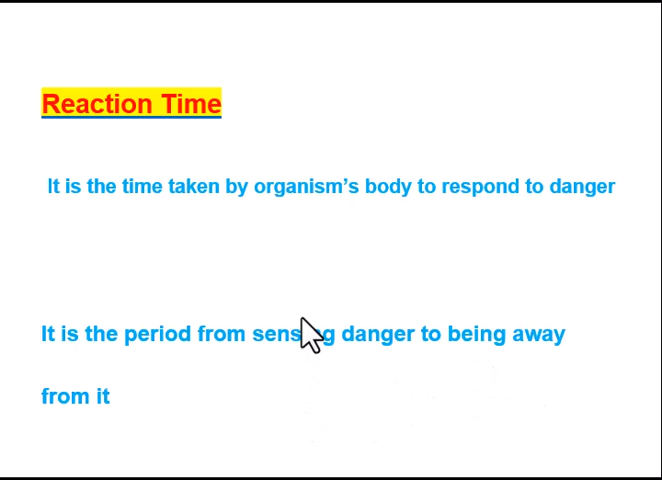 Reaction Time
It is the time taken by organism’s body to respond to danger
It is the period from sensing danger to being away
from it